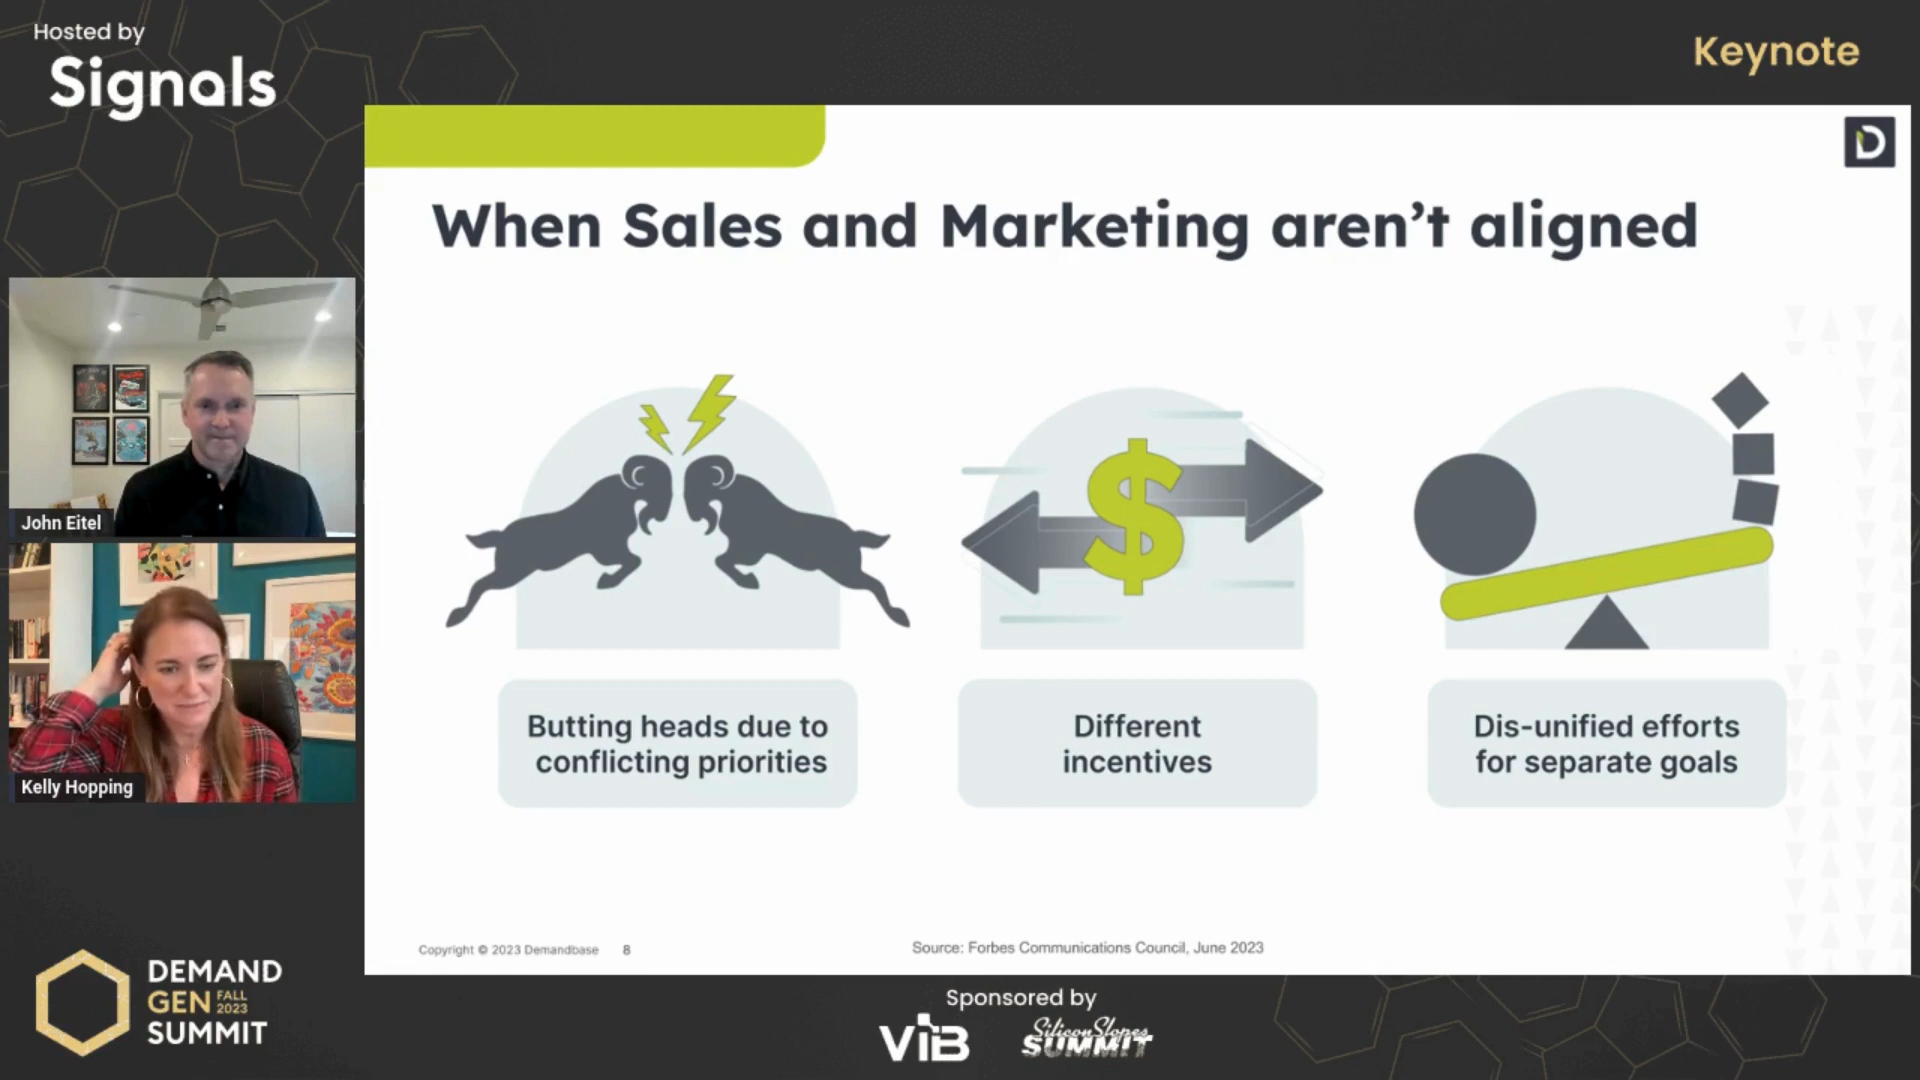 Hosted by
Signals
Keynote
D
When Sales and Marketing aren't aligned
John Eitel
Kelly Hopping
$
Butting heads due to
conflicting priorities
Different
incentives
Dis-unified efforts
for separate goals
Copyright © 2023 Demandbase 8
Source: Forbes Communications Council, June 2023
DEMAND
GEN FALL 2023
SUMMIT
Sponsored by
ViB
Silicon Slopes
SUMMIT